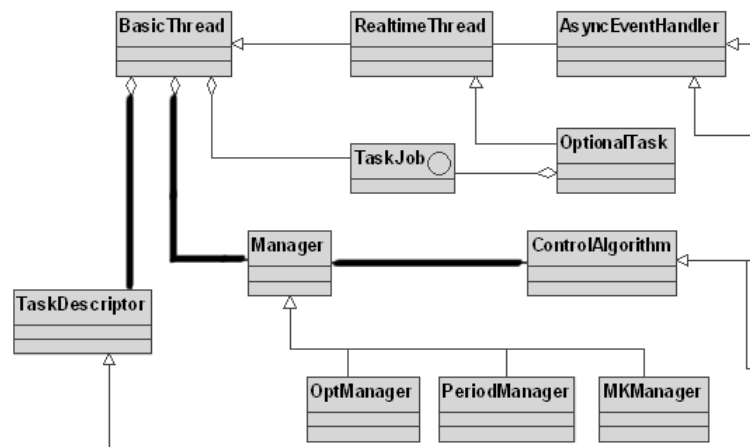 BasicThread
RealtimeThread
AsyncEventHandler
TaskJob
OptionalTask
Manager
ControlAlgorithm
TaskDescriptor
OptManager
PeriodManager
MKManager